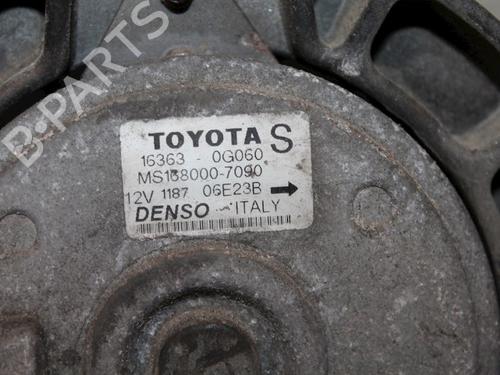 B-PARTS
TOYOTA S
16363 - 0G060
MS168000-7090
12V 1187 06E23B →
DENSO ITALY